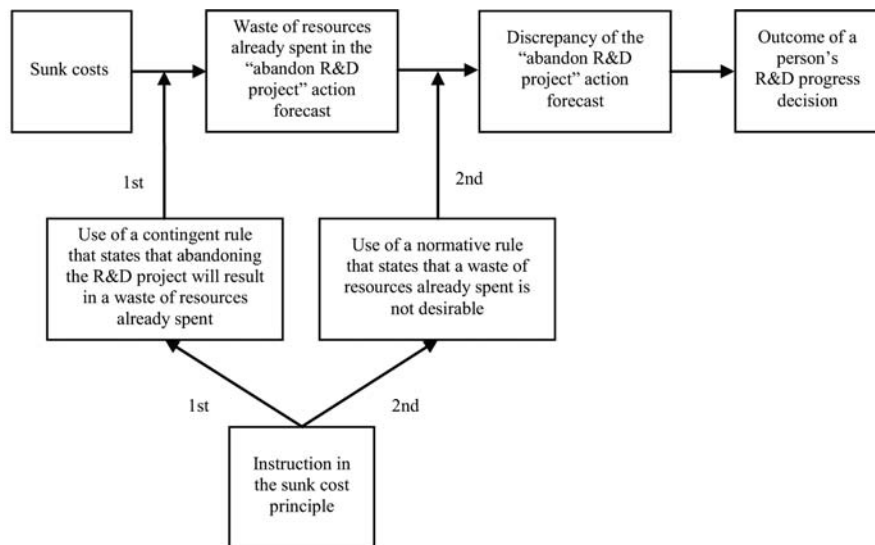 Sunk costs
Waste of resources
already spent in the
“abandon R&D
project” action
forecast
Discrepancy of the
“abandon R&D
project” action
forecast
Outcome of a
person’s
R&D progress
decision
1st
2nd
Use of a contingent rule
that states that abandoning
the R&D project will result
in a waste of resources
already spent
Use of a normative rule
that states that a waste of
resources already spent is
not desirable
1st
2nd
Instruction in
the sunk cost
principle